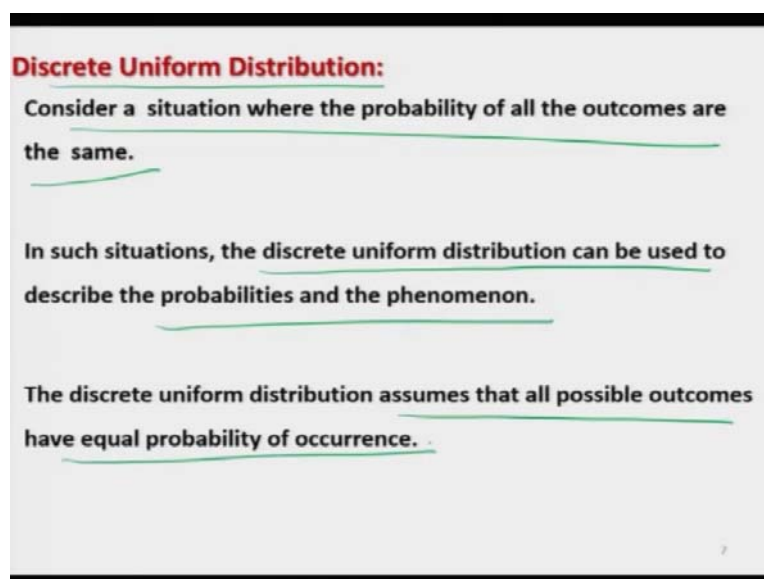 Discrete Uniform Distribution:
Consider a situation where the probability of all the outcomes are
the same.
In such situations, the discrete uniform distribution can be used to
describe the probabilities and the phenomenon.
The discrete uniform distribution assumes that all possible outcomes
have equal probability of occurrence.
7